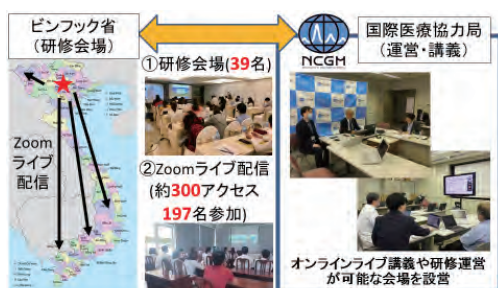 ビンフック省
（研修会場）
Zoom
ライブ
配信
①研修会場(39名)
②Zoomライブ配信
(約300アクセス
197名参加)
NCGM
国際医療協力局
（運営・講義）
オンラインライブ講義や研修運営
が可能な会場を設営